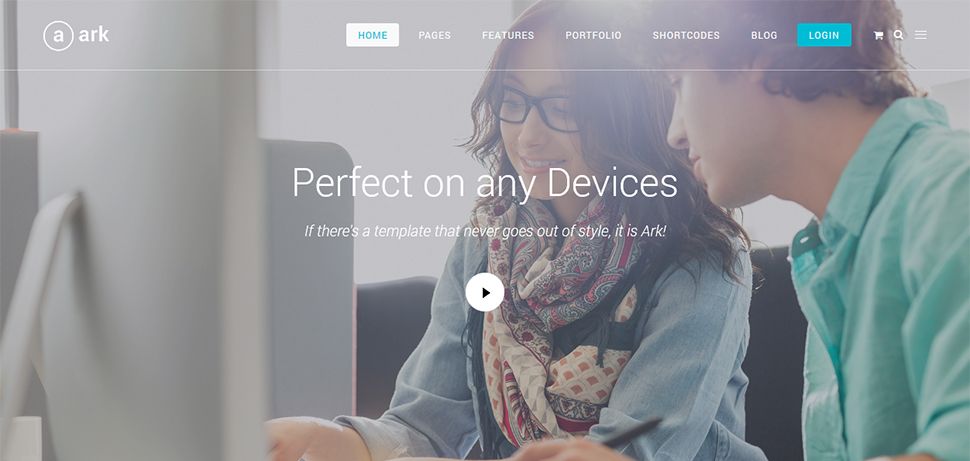 a ark
HOME PAGES FEATURES PORTFOLIO SHORTCODES BLOG LOGIN
Perfect on any Devices
If there's a template that never goes out of style, it is Ark!